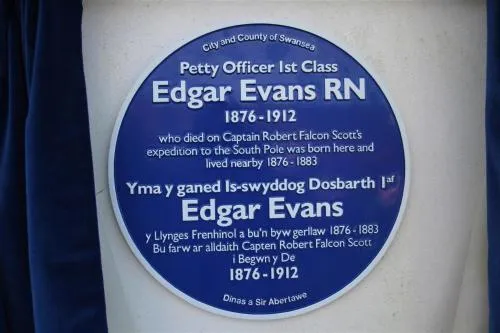 City and County of Swansea
Petty Officer 1st Class
Edgar Evans RN
1876-1912
who died on Captain Robert Falcon Scott's
expedition to the South Pole was born here and
lived nearby 1876 - 1883
Yma y ganed Is-swyddog Dosbarth 1af
Edgar Evans
y Llynges Frenhinol a bu'n byw gerllaw 1876 - 1883
Bu farw ar alldaith Capten Robert Falcon Scott
i Begwn y De
1876-1912
Dinas a Sir Abertawe